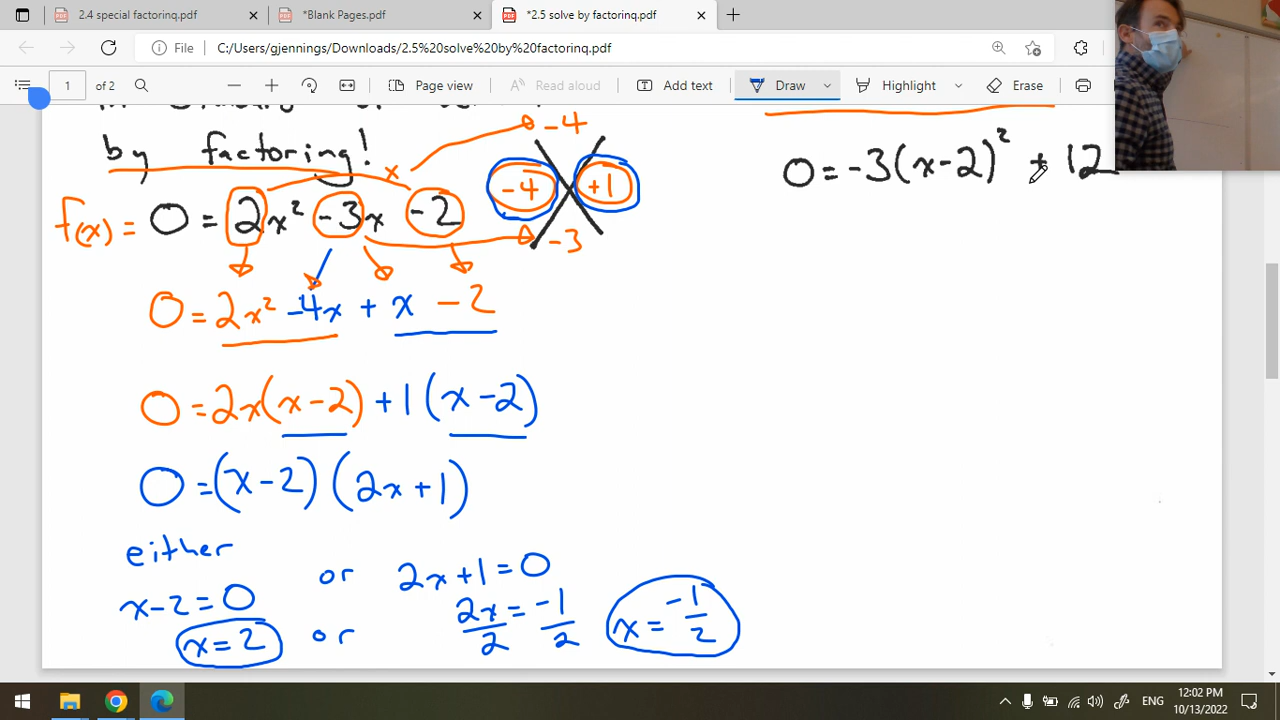 2.4 special factoring.pdf
*Blank Pages.pdf
*2.5 solve by factorinq.pdf
File
C:/Users/gjennings/Downloads/2.5%20solve%20by%20factorinq.pdf
1 of 2
Page view
Read aloud
Add text
Draw
Highlight
Erase
by factoring!
-4
-4 +1
-3
x
f(x) = 0 = 2x² -3x -2
0 = 2x² -4x + x -2
0 = 2x(x-2) +1(x-2)
0 = (x-2)(2x+1)
either
x-2 = 0 or 2x+1 = 0
x = 2 or 2x/2 = -1/2
x = -1/2
0 = -3(x-2)² + 12
ENG
12:02 PM
10/13/2022